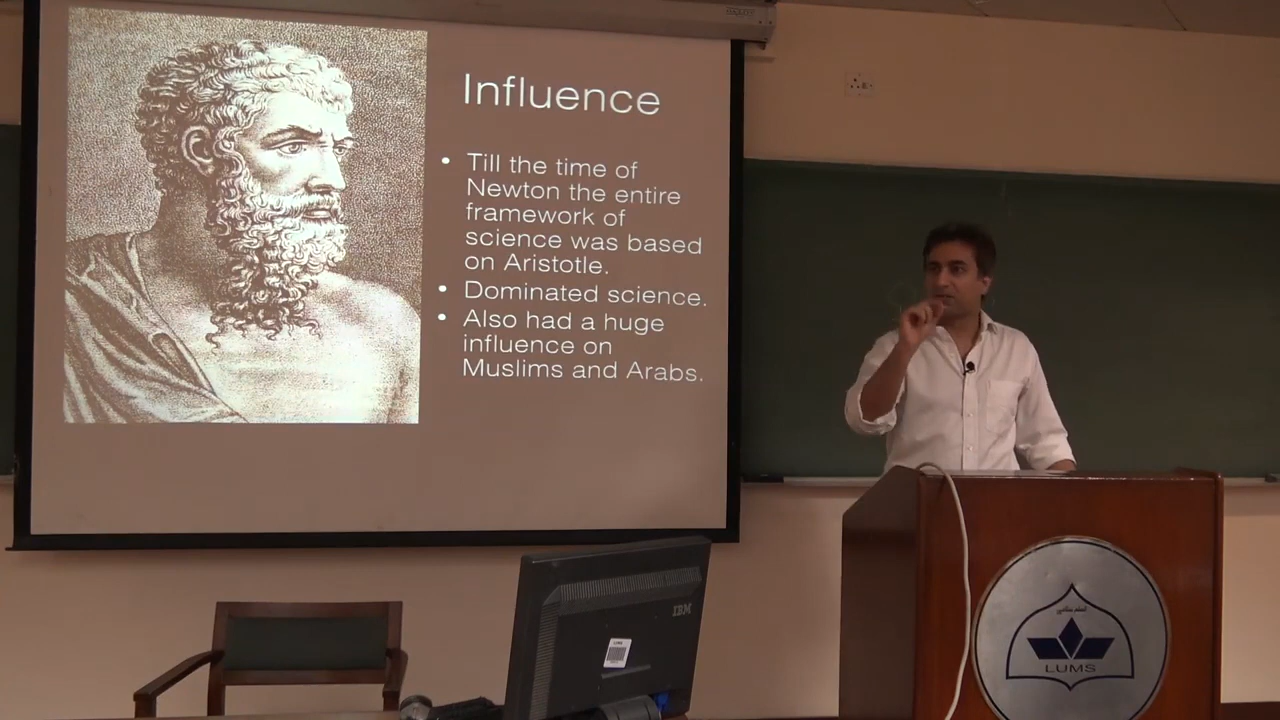 Influence
• Till the time of
Newton the entire
framework of
science was based
on Aristotle.
• Dominated science.
• Also had a huge
influence on
Muslims and Arabs.
IBM
LUMS